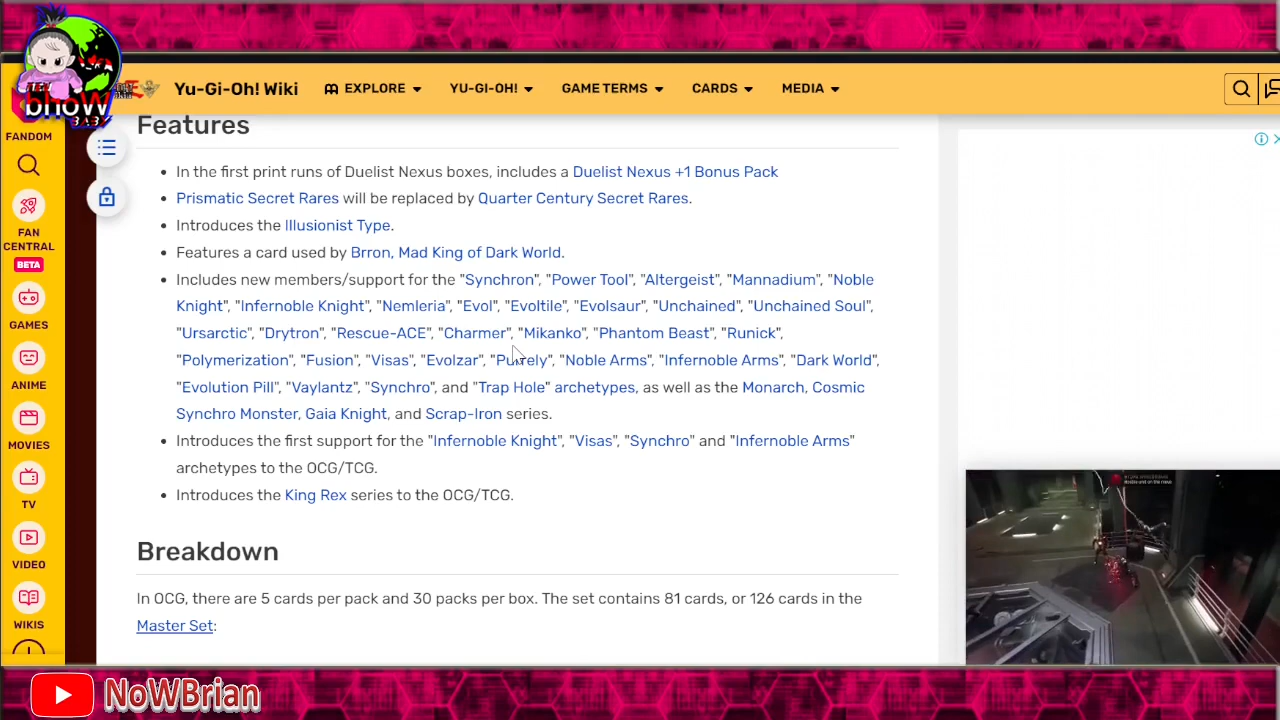 Yu-Gi-Oh! Wiki
EXPLORE
YU-GI-OH!
GAME TERMS
CARDS
MEDIA
bhoW
BABY
FANDOM
FAN
CENTRAL
BETA
GAMES
ANIME
MOVIES
TV
VIDEO
WIKIS
Features
In the first print runs of Duelist Nexus boxes, includes a Duelist Nexus +1 Bonus Pack
Prismatic Secret Rares will be replaced by Quarter Century Secret Rares.
Introduces the Illusionist Type.
Features a card used by Brron, Mad King of Dark World.
Includes new members/support for the "Synchron", "Power Tool", "Altergeist", "Mannadium", "Noble
Knight", "Infernoble Knight", "Nemleria", "Evol", "Evoltile", "Evolsaur", "Unchained", "Unchained Soul",
"Ursarctic", "Drytron", "Rescue-ACE", "Charmer", "Mikanko", "Phantom Beast", "Runick",
"Polymerization", "Fusion", "Visas", "Evolzar", "Purrely", "Noble Arms", "Infernoble Arms", "Dark World",
"Evolution Pill", "Vaylantz", "Synchro", and "Trap Hole" archetypes, as well as the Monarch, Cosmic
Synchro Monster, Gaia Knight, and Scrap-Iron series.
Introduces the first support for the "Infernoble Knight", "Visas", "Synchro" and "Infernoble Arms"
archetypes to the OCG/TCG.
Introduces the King Rex series to the OCG/TCG.
Breakdown
In OCG, there are 5 cards per pack and 30 packs per box. The set contains 81 cards, or 126 cards in the
Master Set:
NoWBrian